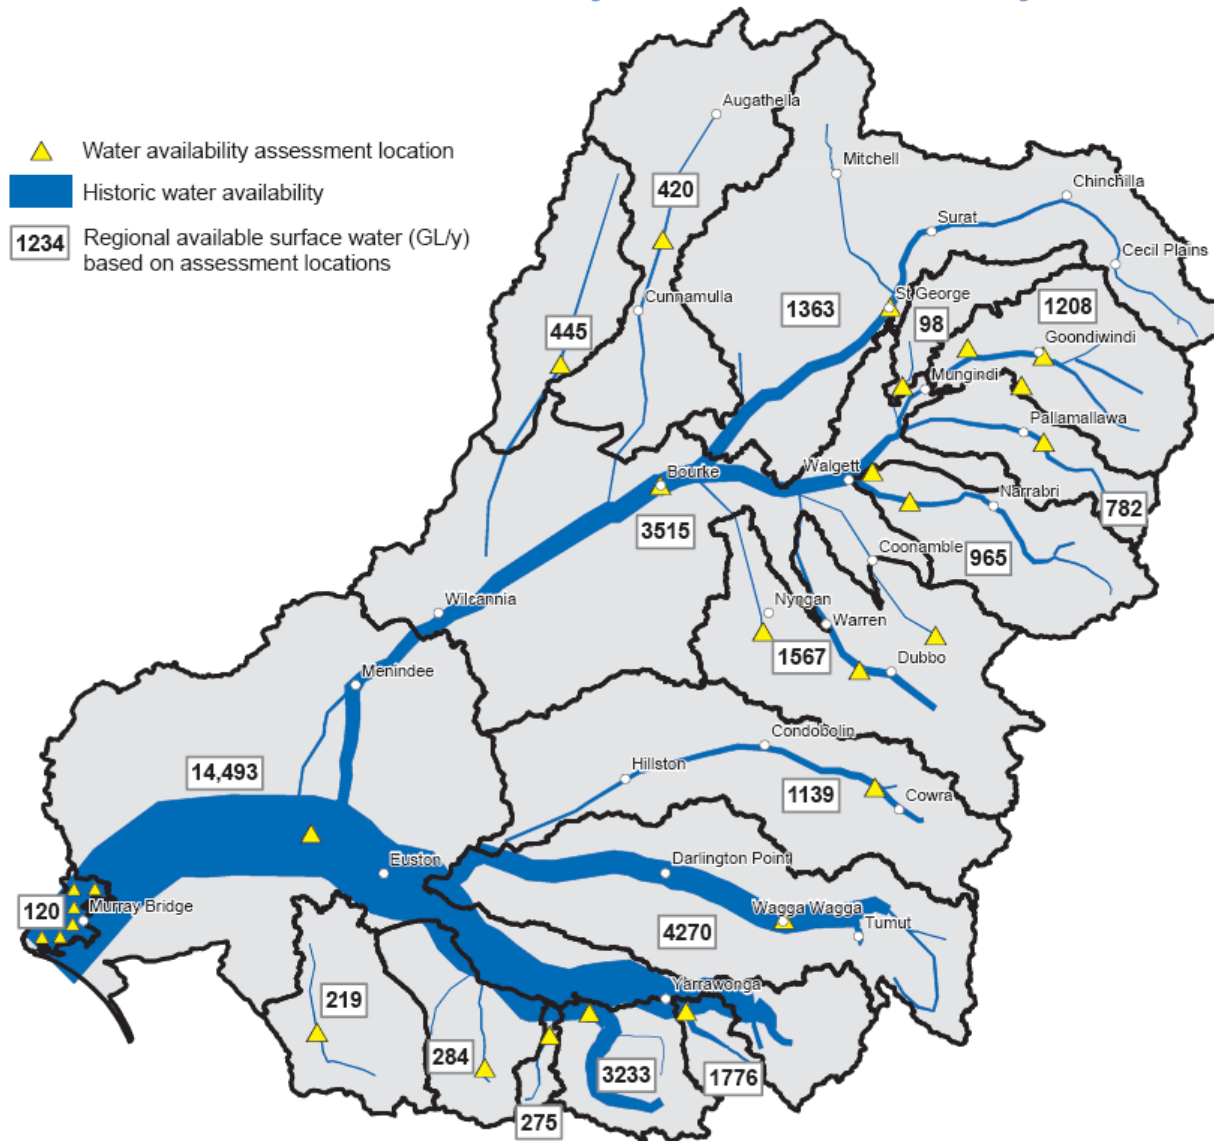 Augathella
Water availability assessment location
Mitchell
Historic water availability
420
Chinchilla
1234
Regional available surface water (GL/y)
based on assessment locations
Surat
Cecil Plains
Cunnamulla
St George
1363
98
1208
445
Goondiwindi
Mungindi
Pallamallawa
Bourke
Walgett
Narrabri
782
3515
Coonamble
965
Wilcannia
Nyngan
Warren
1567
Dubbo
Menindee
Condobolin
14,493
Hillston
1139
Cowra
Euston
Darlington Point
120
Murray Bridge
Wagga Wagga
Tumut
4270
Yarrawonga
219
284
3233
1776
275